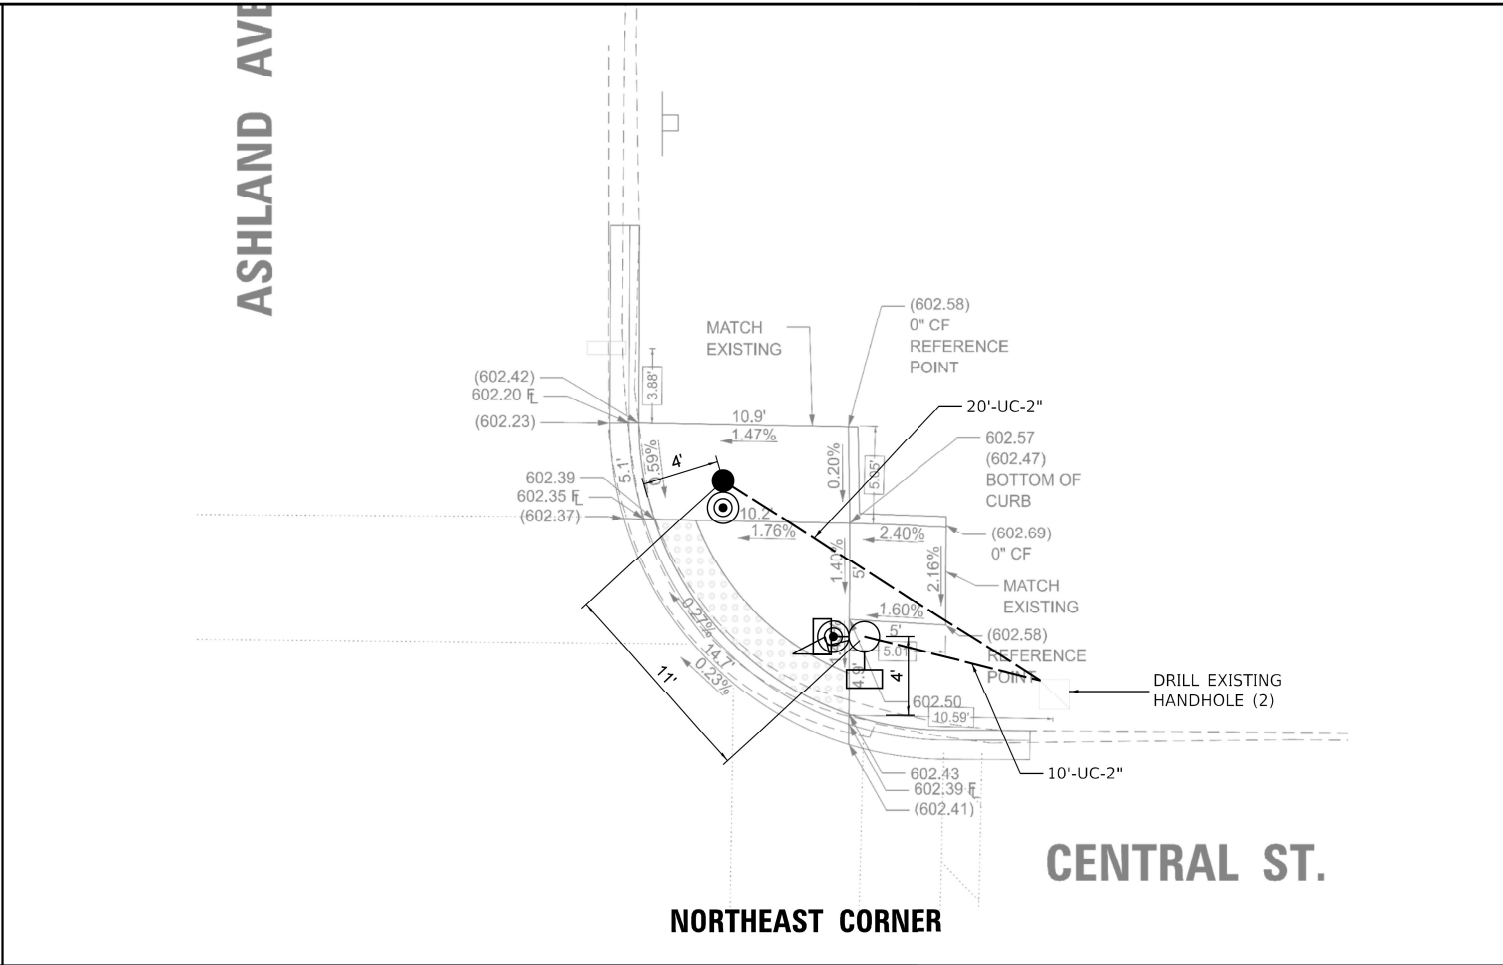 ASHLAND AVE
(602.58)
0" CF
REFERENCE
POINT
MATCH
EXISTING
3.88'
(602.42)
602.20 FL
(602.23)
10.9'
1.47%
20'-UC-2"
5.1'
0.59%
4'
0.20%
5.05'
602.57
(602.47)
BOTTOM OF
CURB
602.39
602.35 FL
(602.37)
10.2'
1.76%
2.40%
(602.69)
0" CF
1.40%
5'
2.16%
MATCH
EXISTING
0.27%
14.7'
0.23%
1.60%
5'
5.01'
(602.58)
REFERENCE
POINT
11'
4.9'
4'
602.50
10.59'
DRILL EXISTING
HANDHOLE (2)
602.43
602.39 FL
(602.41)
10'-UC-2"
CENTRAL ST.
NORTHEAST CORNER